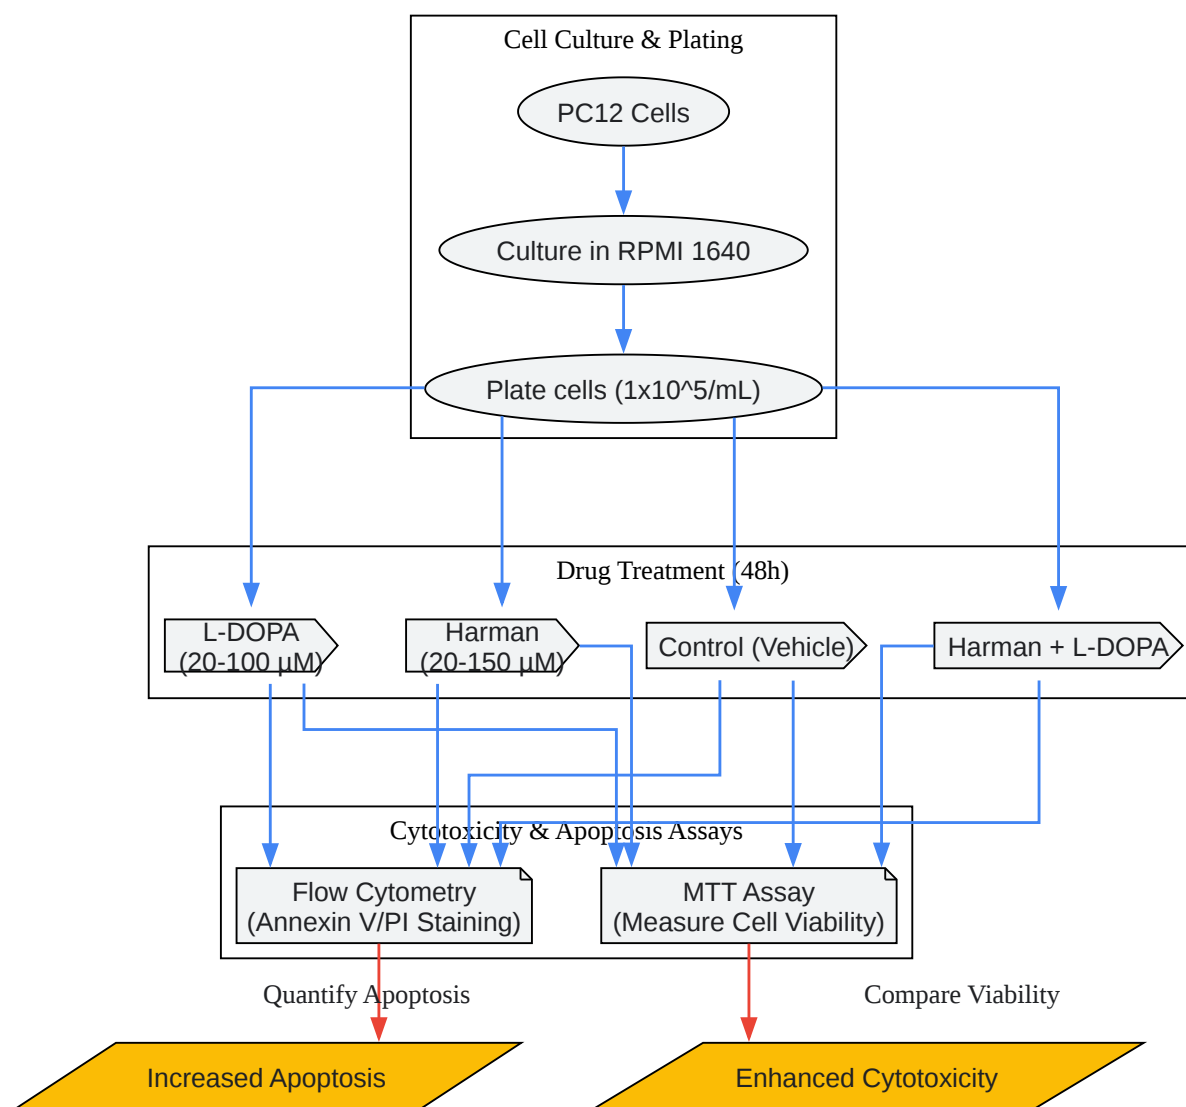 Cell Culture & Plating
PC12 Cells
Culture in RPMI 1640
Plate cells (1x10^5/mL)
Drug Treatment (48h)
L-DOPA
(20-100 µM)
Harman
(20-150 µM)
Control (Vehicle)
Harman + L-DOPA
Cytotoxicity & Apoptosis Assays
Flow Cytometry
(Annexin V/PI Staining)
MTT Assay
(Measure Cell Viability)
Quantify Apoptosis
Compare Viability
Increased Apoptosis
Enhanced Cytotoxicity